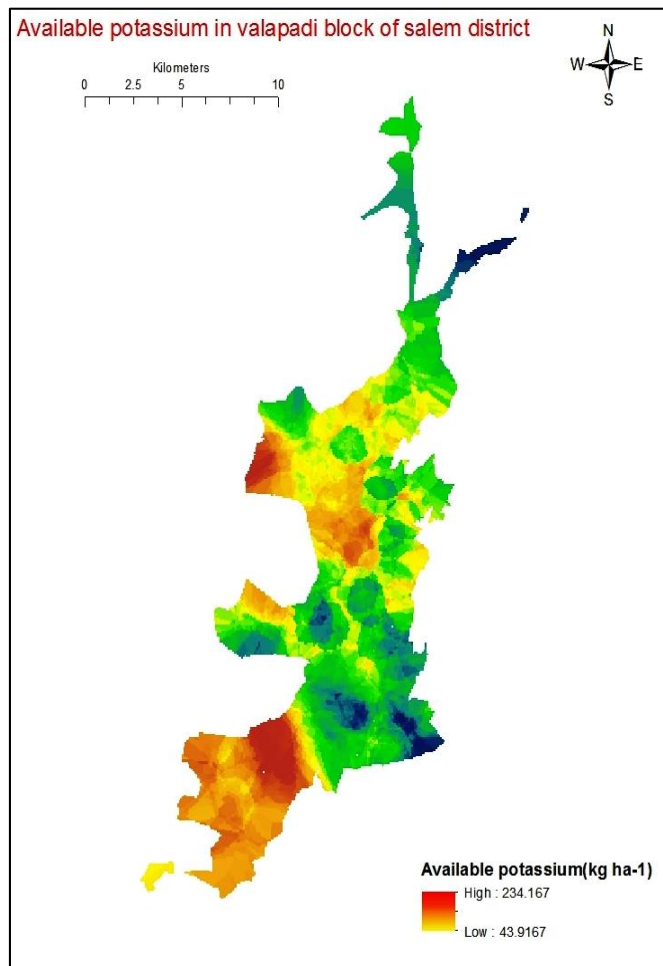 Available potassium in valapadi block of salem district
N
W E
S
Kilometers
0 2.5 5 10
Available potassium(kg ha-1)
High : 234.167
Low : 43.9167